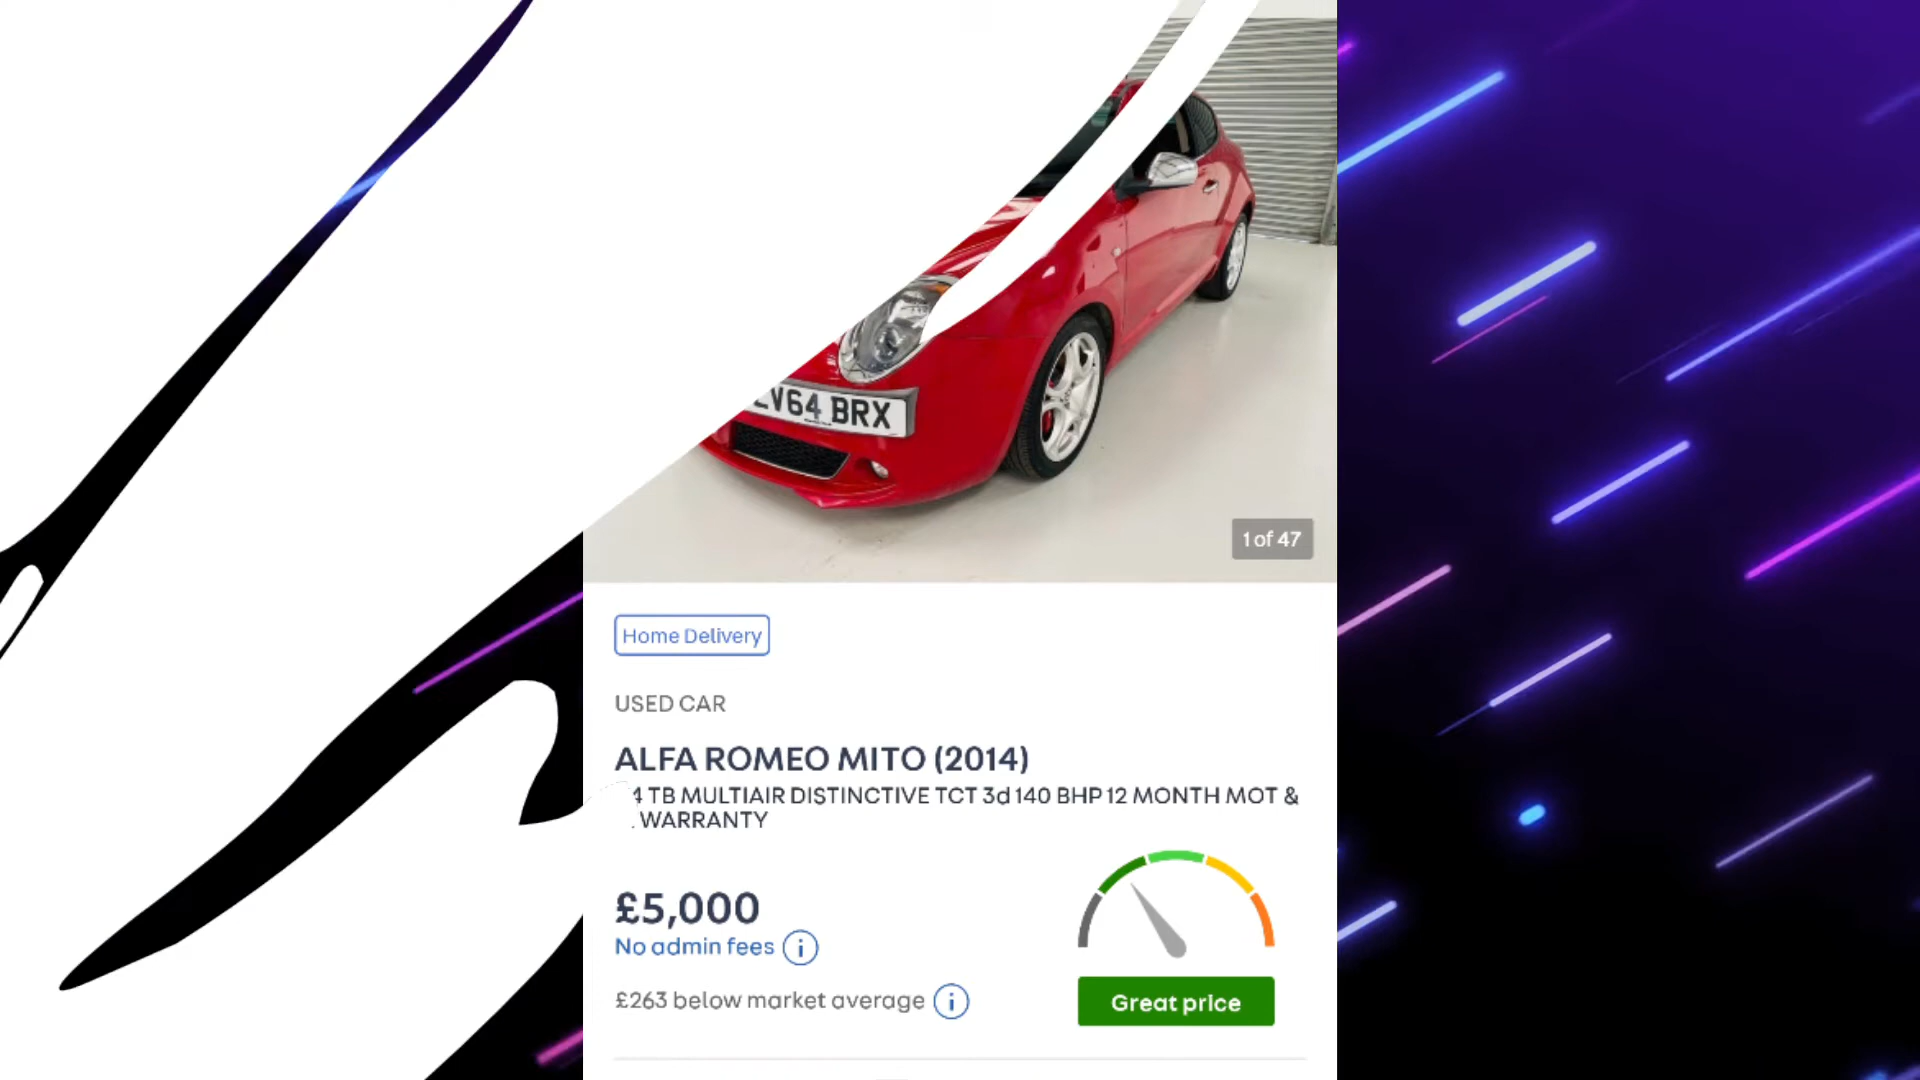 V64 BRX
1 of 47
Home Delivery
USED CAR
ALFA ROMEO MITO (2014)
4 TB MULTIAIR DISTINCTIVE TCT 3d 140 BHP 12 MONTH MOT &
WARRANTY
£5,000
No admin fees i
£263 below market average i
Great price